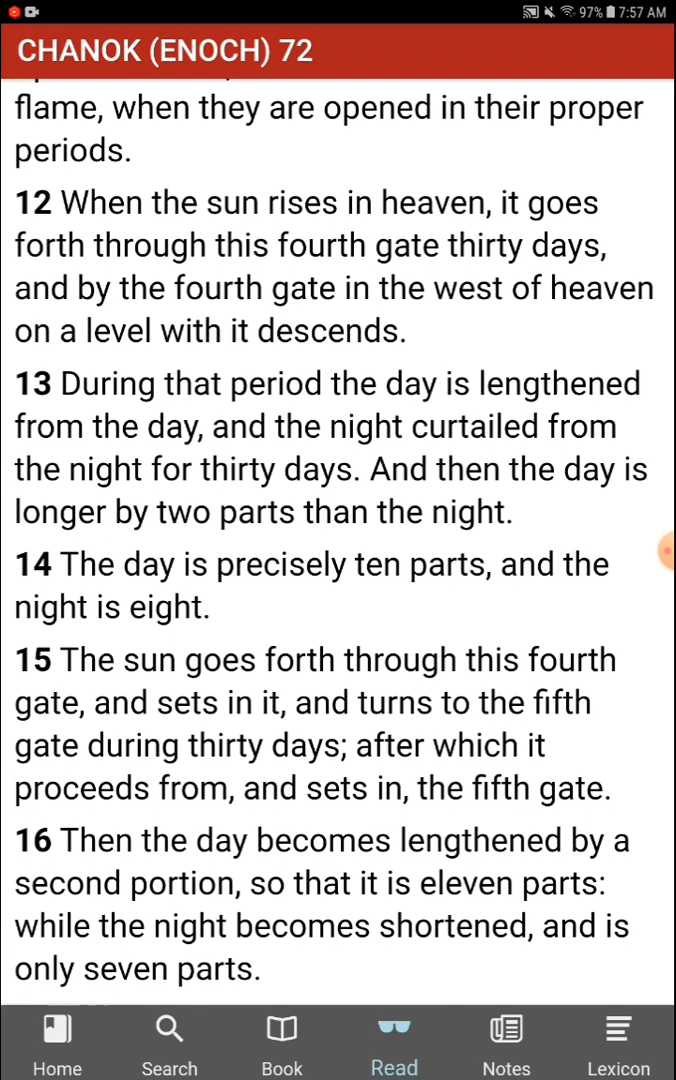 97% 7:57 AM
CHANOK (ENOCH) 72
flame, when they are opened in their proper
periods.
12 When the sun rises in heaven, it goes
forth through this fourth gate thirty days,
and by the fourth gate in the west of heaven
on a level with it descends.
13 During that period the day is lengthened
from the day, and the night curtailed from
the night for thirty days. And then the day is
longer by two parts than the night.
14 The day is precisely ten parts, and the
night is eight.
15 The sun goes forth through this fourth
gate, and sets in it, and turns to the fifth
gate during thirty days; after which it
proceeds from, and sets in, the fifth gate.
16 Then the day becomes lengthened by a
second portion, so that it is eleven parts:
while the night becomes shortened, and is
only seven parts.
Home Search Book Read Notes Lexicon